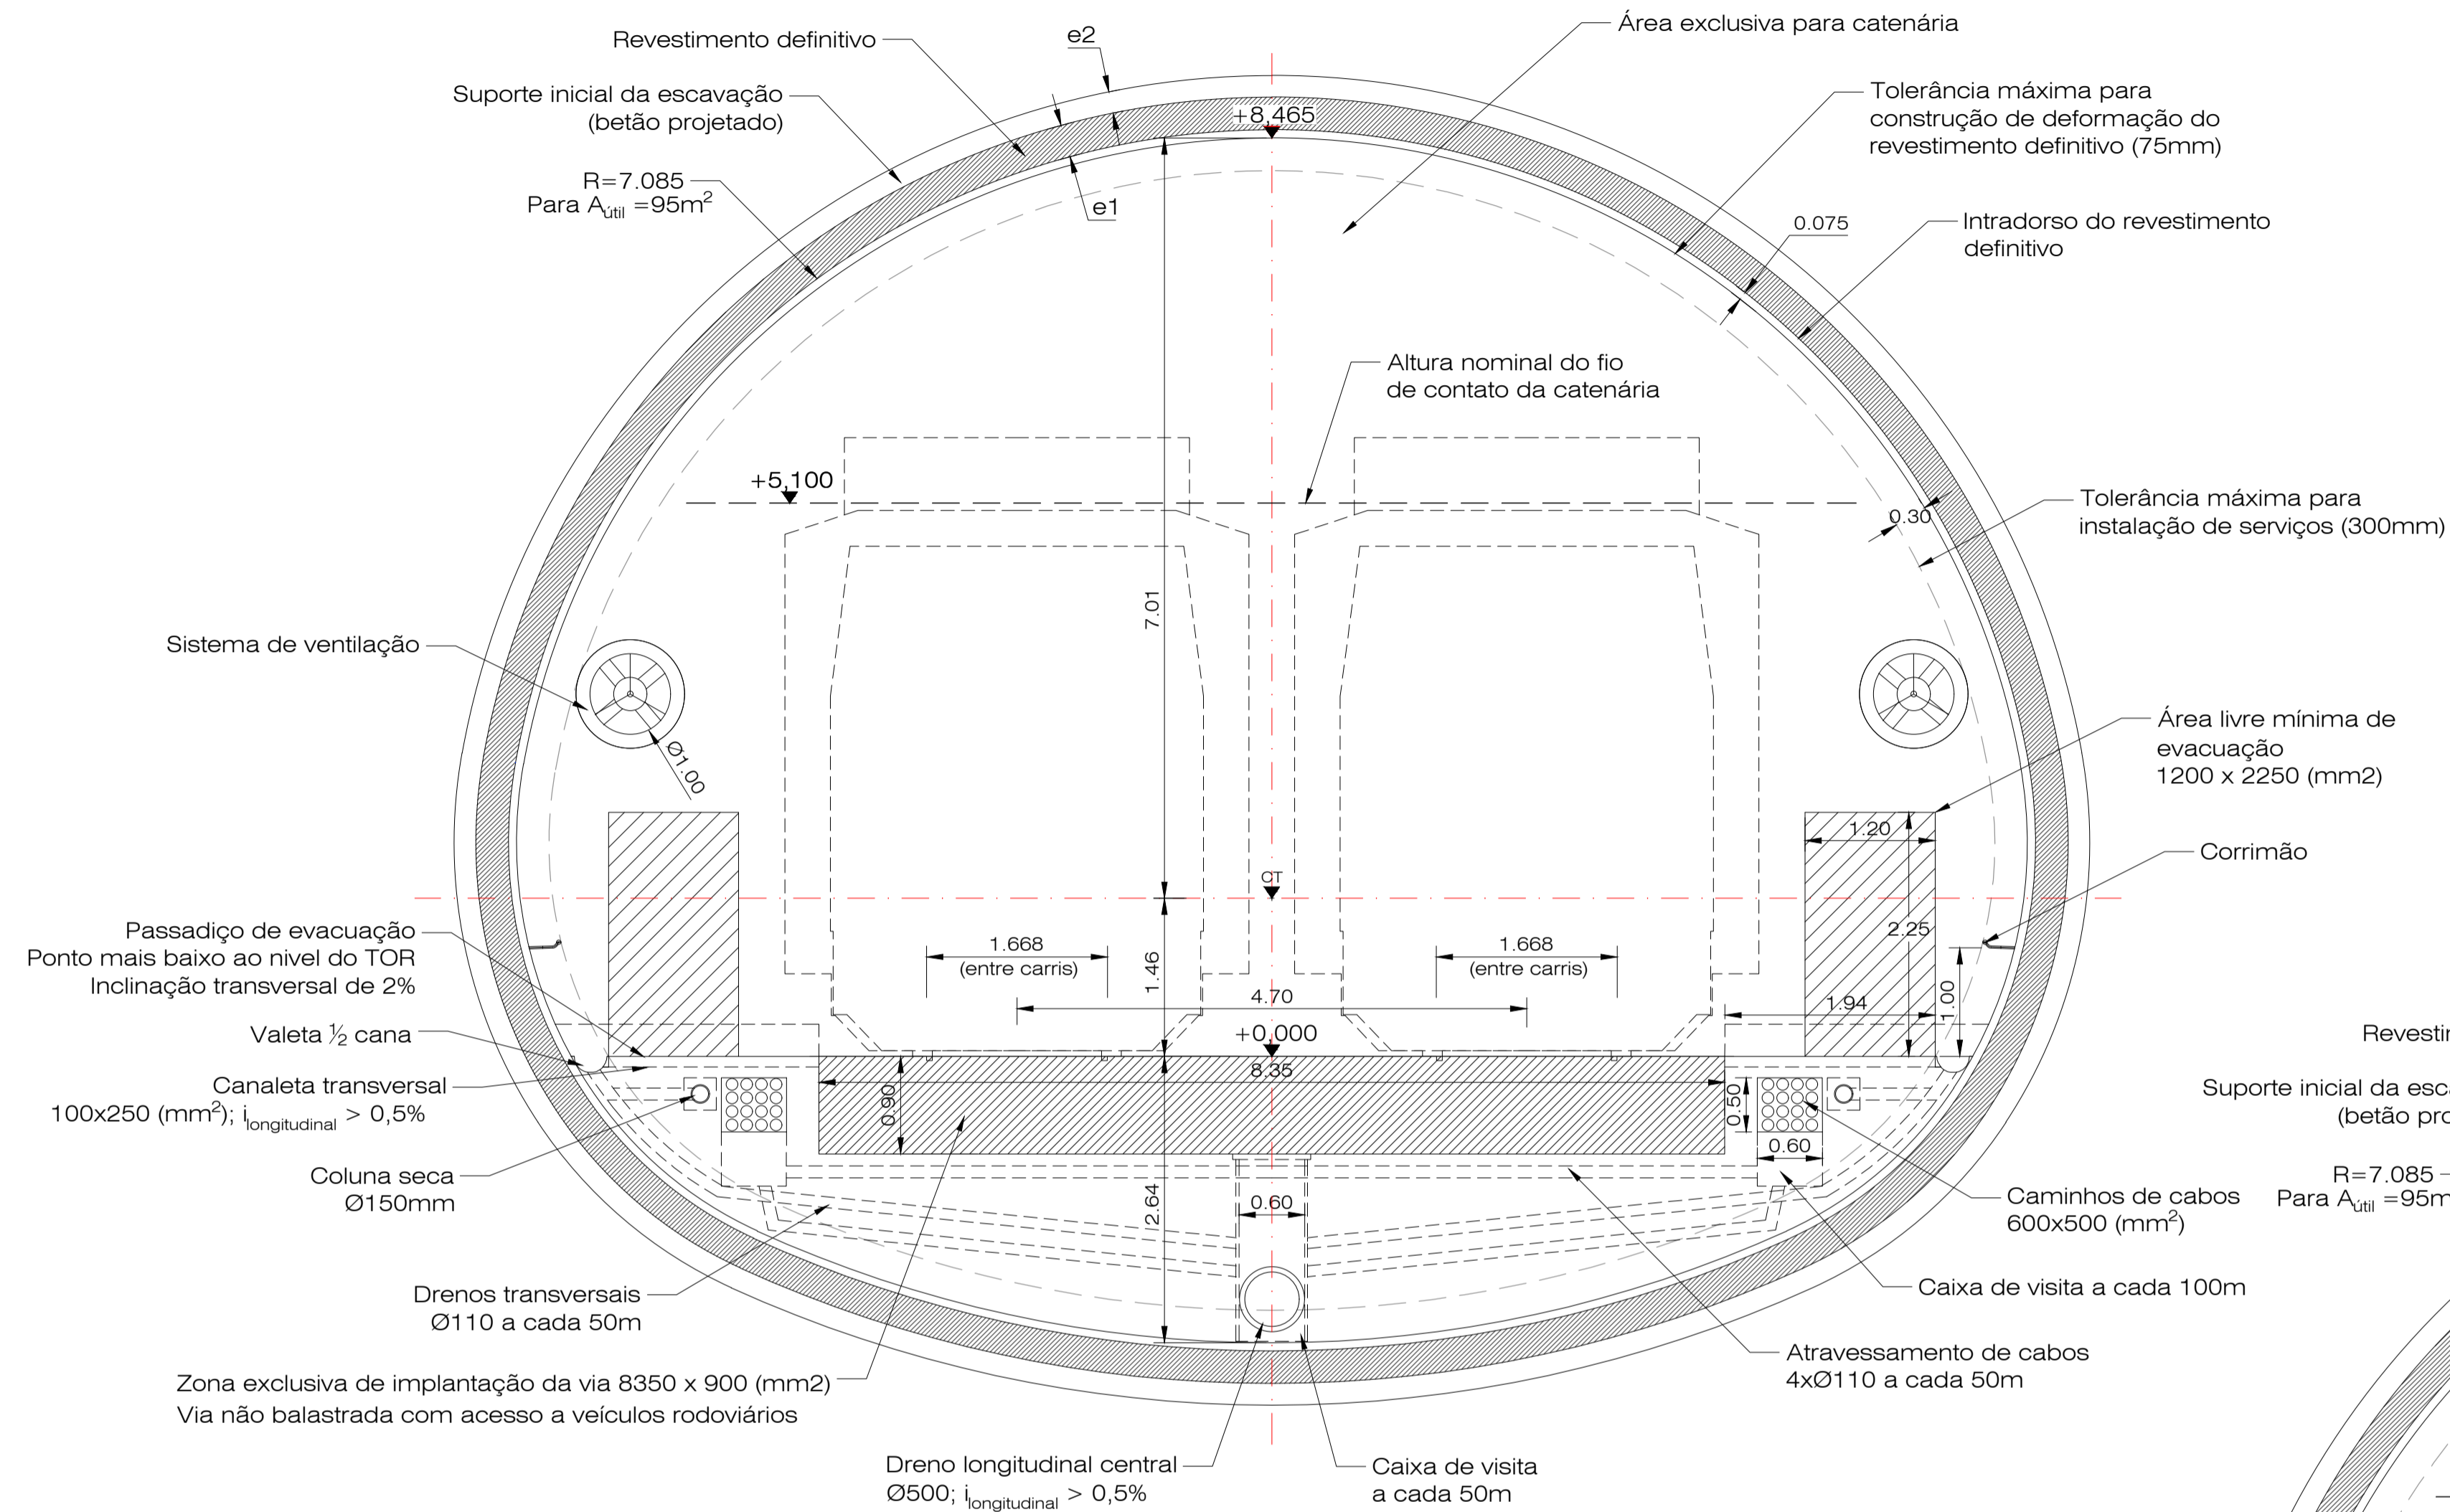 Revestimento definitivo
e2
Área exclusiva para catenária
Suporte inicial da escavação
(betão projetado)
+8,465
Tolerância máxima para
construção de deformação do
revestimento definitivo (75mm)
R=7.085
Para Aútil =95m²
e1
0.075
Intradorso do revestimento
definitivo
Altura nominal do fio
de contato da catenária
+5,100
Tolerância máxima para
instalação de serviços (300mm)
0.30
7.01
Sistema de ventilação
Ø1.00
Área livre mínima de
evacuação
1200 x 2250 (mm2)
1.20
Corrimão
CT
Passadiço de evacuação
Ponto mais baixo ao nivel do TOR
Inclinação transversal de 2%
1.668
(entre carris)
1.668
(entre carris)
2.25
1.46
4.70
1.94
1.00
+0,000
Valeta ½ cana
Canaleta transversal
100x250 (mm²); ilongitudinal > 0,5%
8.35
0.90
0.50
0.60
Coluna seca
Ø150mm
2.64
0.60
Caminhos de cabos
600x500 (mm²)
Caixa de visita a cada 100m
Drenos transversais
Ø110 a cada 50m
Atravessamento de cabos
4xØ110 a cada 50m
Zona exclusiva de implantação da via 8350 x 900 (mm2)
Via não balastrada com acesso a veículos rodoviários
Dreno longitudinal central
Ø500; ilongitudinal > 0,5%
Caixa de visita
a cada 50m
Revestin
Suporte inicial da esca
(betão pro
R=7.085
Para Aútil =95m